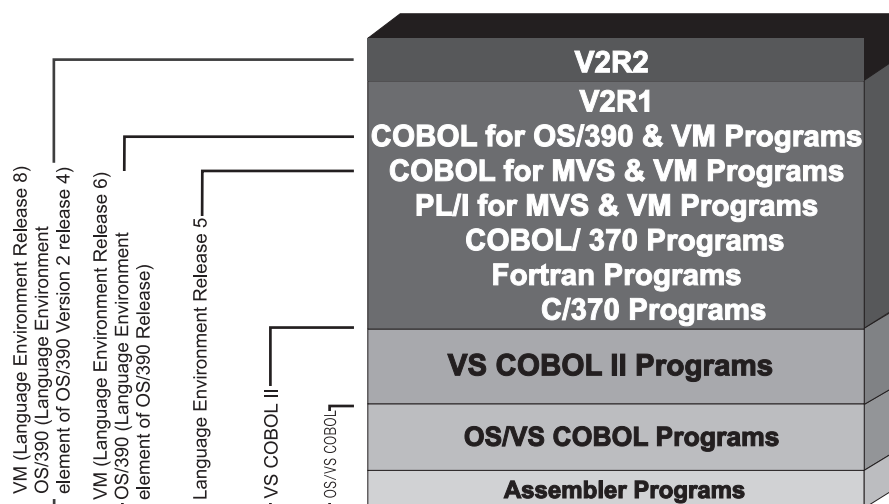 V2R2
V2R1
COBOL for OS/390 & VM Programs
COBOL for MVS & VM Programs
PL/I for MVS & VM Programs
COBOL/ 370 Programs
Fortran Programs
C/370 Programs
VS COBOL II Programs
OS/VS COBOL Programs
Assembler Programs
VM (Language Environment Release 8)
OS/390 (Language Environment
element of OS/390 Version 2 release 4)
VM (Language Environment Release 6)
OS/390 (Language Environment
element of OS/390 Release)
Language Environment Release 5
VS COBOL II
OS/VS COBOL